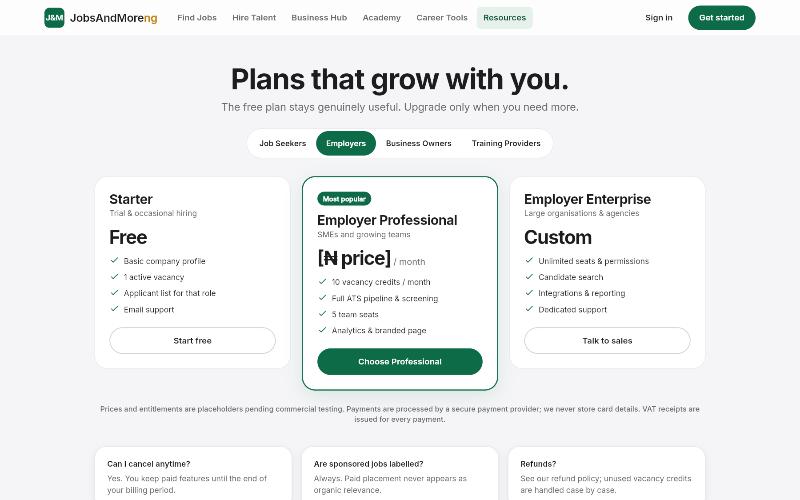 J&M JobsAndMoreng Find Jobs Hire Talent Business Hub Academy Career Tools Resources Sign in Get started
Plans that grow with you.
The free plan stays genuinely useful. Upgrade only when you need more.
Job Seekers Employers Business Owners Training Providers
Starter
Trial & occasional hiring
Free
Basic company profile
1 active vacancy
Applicant list for that role
Email support
Start free
Most popular
Employer Professional
SMEs and growing teams
[₦ price] / month
10 vacancy credits / month
Full ATS pipeline & screening
5 team seats
Analytics & branded page
Choose Professional
Employer Enterprise
Large organisations & agencies
Custom
Unlimited seats & permissions
Candidate search
Integrations & reporting
Dedicated support
Talk to sales
Prices and entitlements are placeholders pending commercial testing. Payments are processed by a secure payment provider; we never store card details. VAT receipts are
issued for every payment.
Can I cancel anytime?
Yes. You keep paid features until the end of
your billing period.
Are sponsored jobs labelled?
Always. Paid placement never appears as
organic relevance.
Refunds?
See our refund policy; unused vacancy credits
are handled case by case.